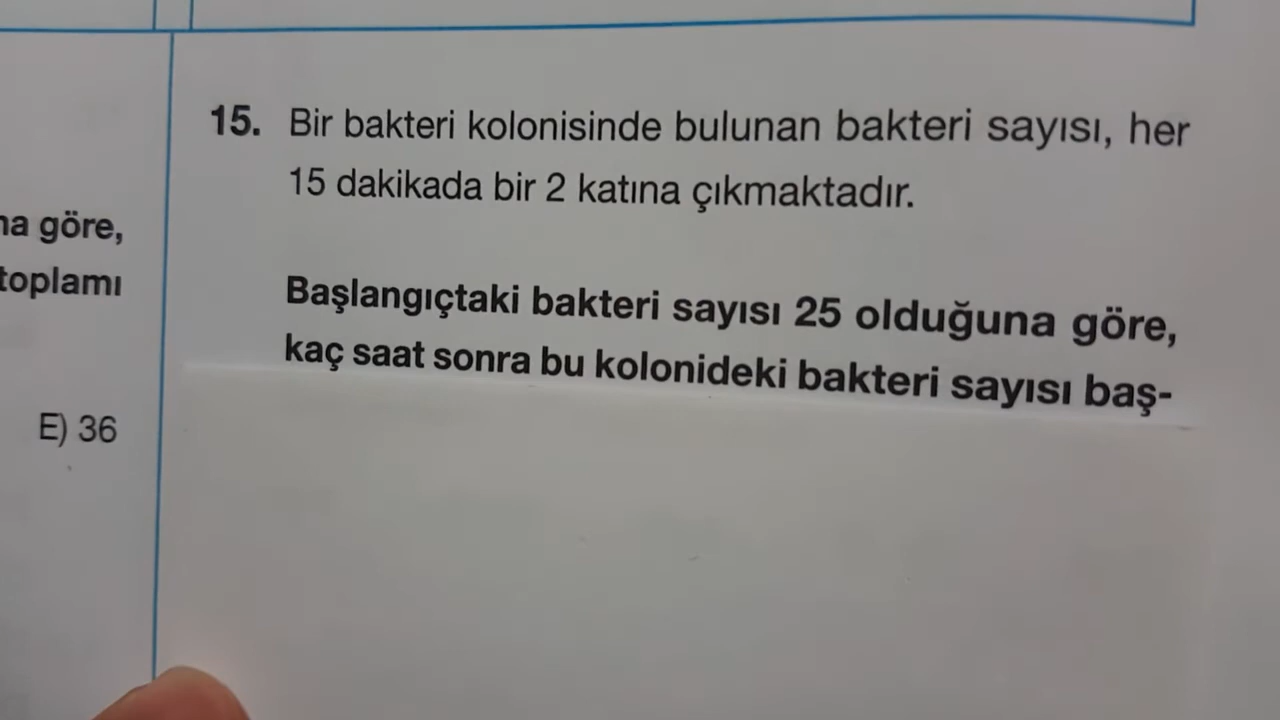 na göre,
toplamı
E) 36
15. Bir bakteri kolonisinde bulunan bakteri sayısı, her
15 dakikada bir 2 katına çıkmaktadır.
Başlangıçtaki bakteri sayısı 25 olduğuna göre,
kaç saat sonra bu kolonideki bakteri sayısı baş-